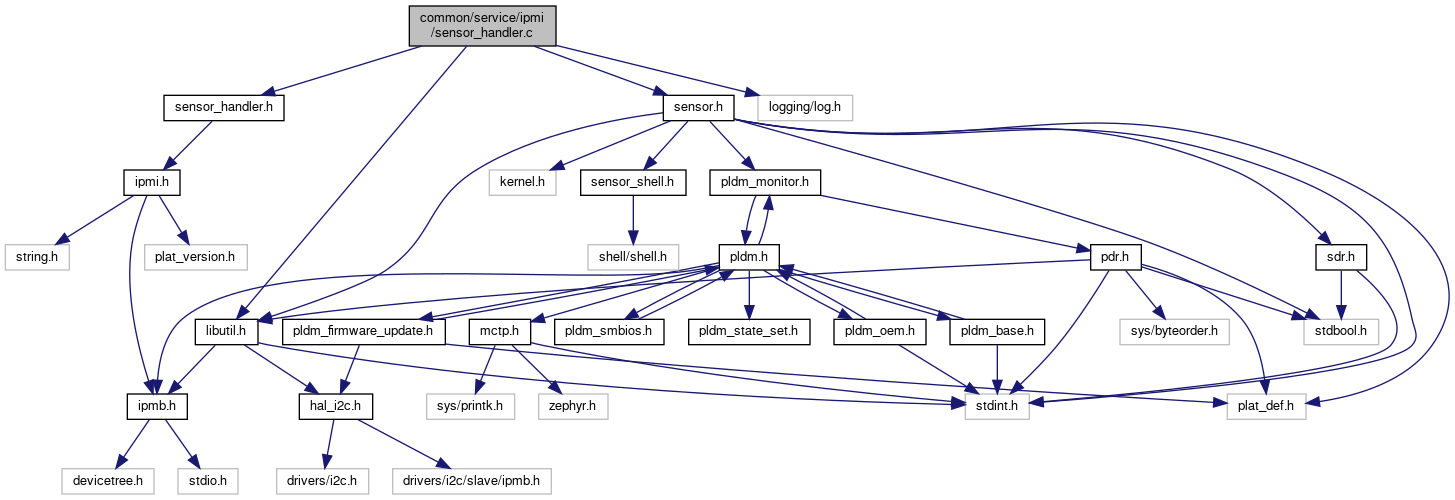 common/service/ipmi
/sensor_handler.c
sensor_handler.h
sensor.h
logging/log.h
ipmi.h
kernel.h
sensor_shell.h
pldm_monitor.h
string.h
plat_version.h
shell/shell.h
pldm.h
pdr.h
sdr.h
libutil.h
pldm_firmware_update.h
mctp.h
pldm_smbios.h
pldm_state_set.h
pldm_oem.h
pldm_base.h
sys/byteorder.h
stdbool.h
ipmb.h
hal_i2c.h
sys/printk.h
zephyr.h
stdint.h
plat_def.h
devicetree.h
stdio.h
drivers/i2c.h
drivers/i2c/slave/ipmb.h